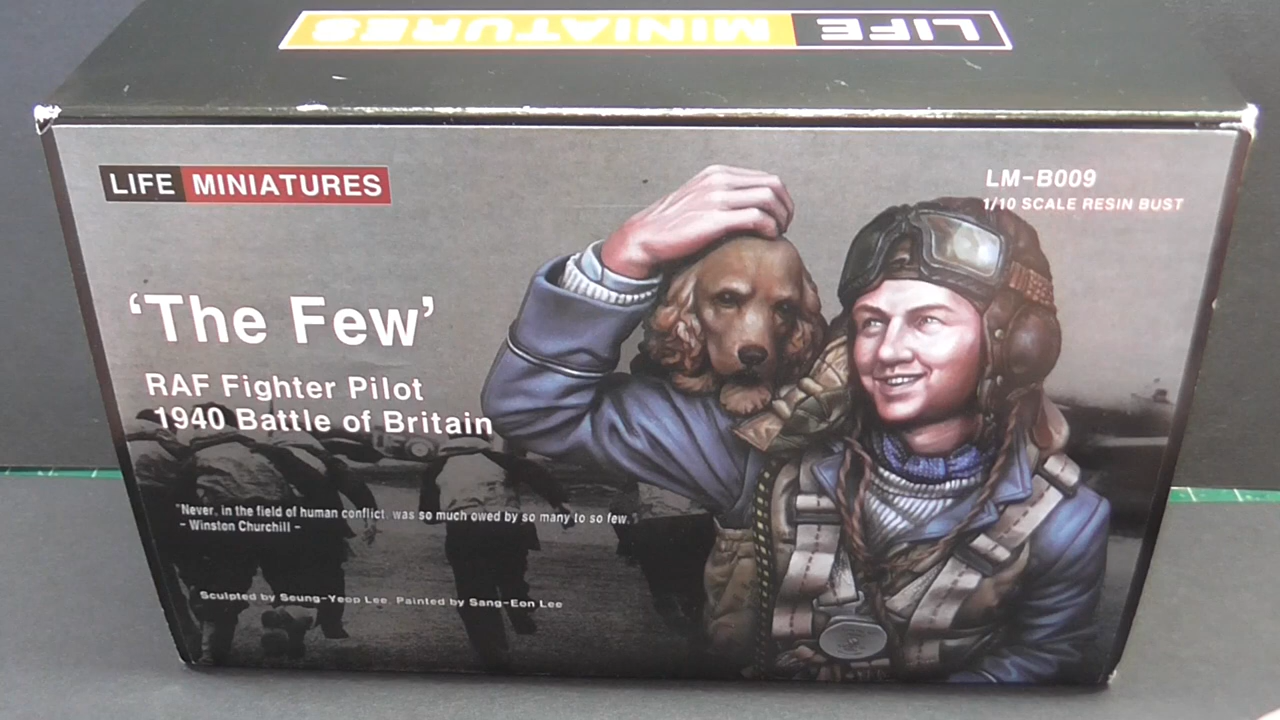 LIFE MINIATURES
LIFE MINIATURES
LM-B009
1/10 SCALE RESIN BUST
'The Few'
RAF Fighter Pilot
1940 Battle of Britain
"Never, in the field of human conflict, was so much owed by so many to so few."
- Winston Churchill -
Sculpted by Seung-Yeop Lee, Painted by Sang-Eon Lee